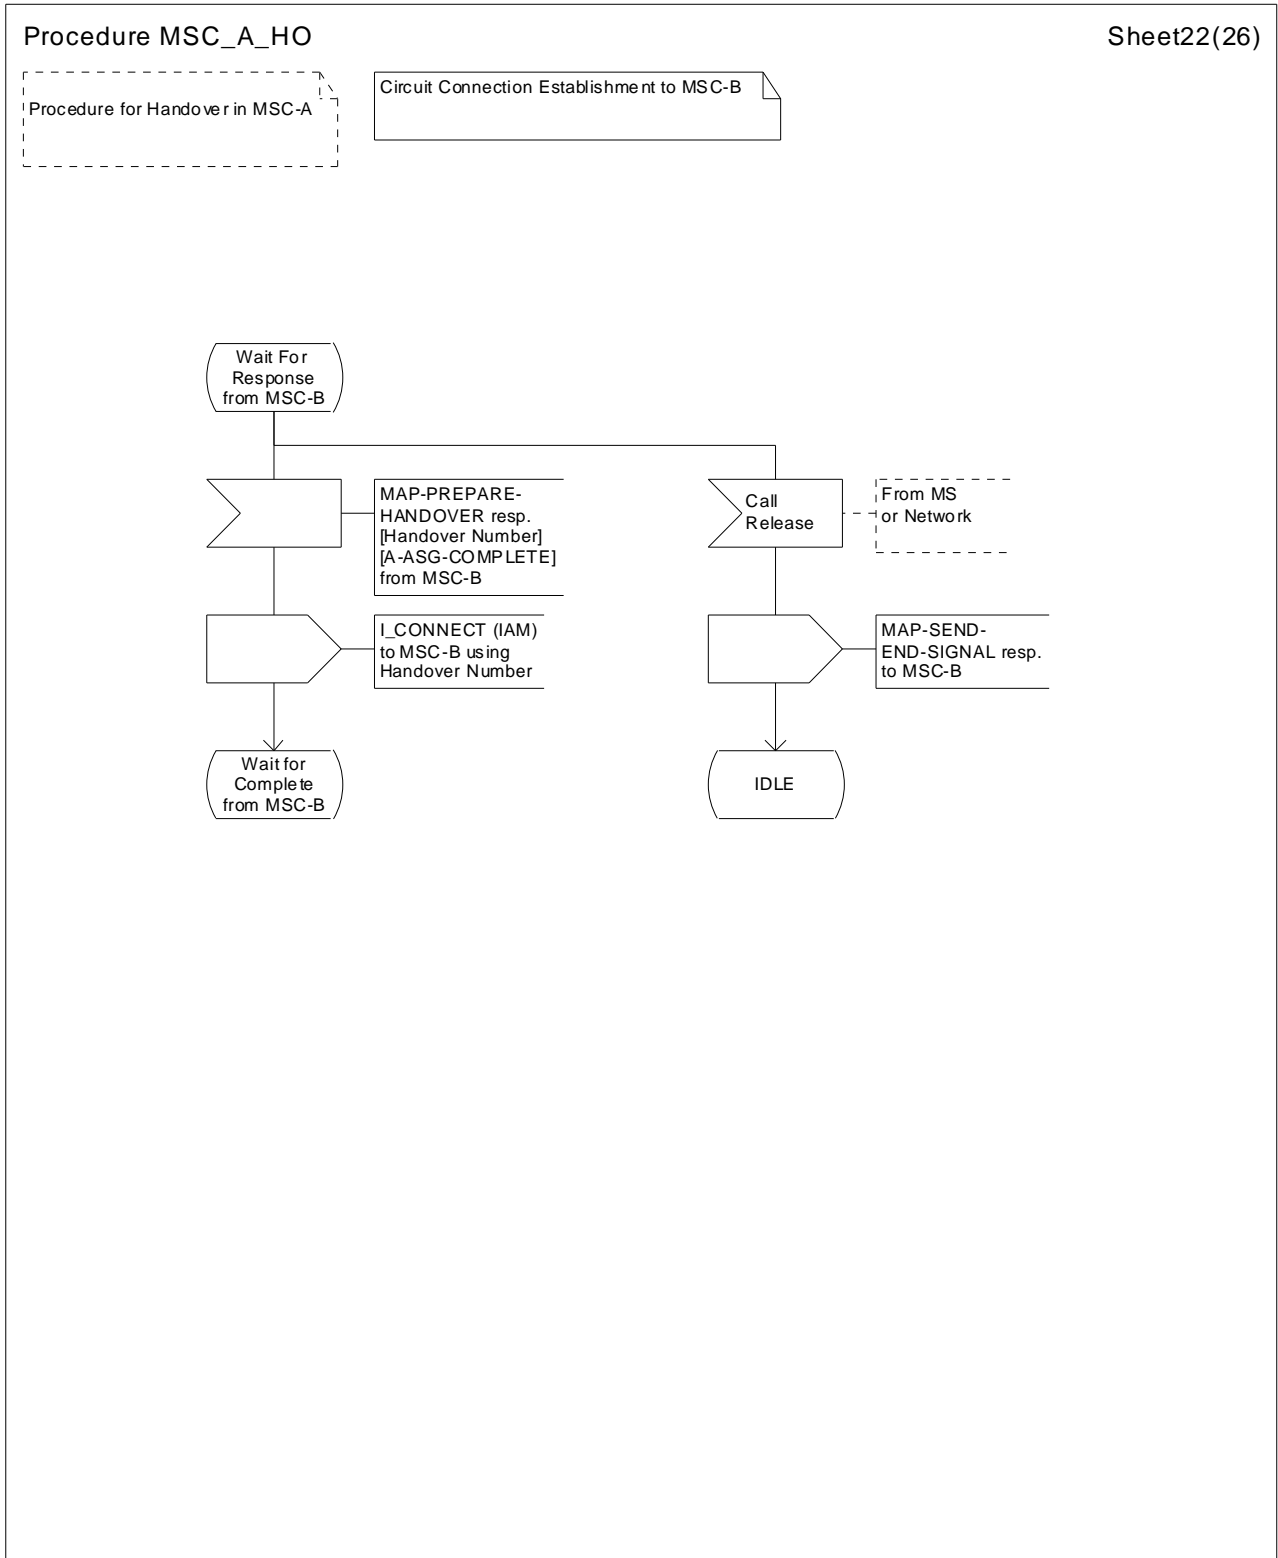 Procedure MSC_A_HO
Sheet22(26)
Procedure for Handover in MSC-A
Circuit Connection Establishment to MSC-B
Wait For
Response
from MSC-B
MAP-PREPARE-
HANDOVER resp.
[Handover Number]
[A-ASG-COMPLETE]
from MSC-B
Call
Release
From MS
or Network
I_CONNECT (IAM)
to MSC-B using
Handover Number
MAP-SEND-
END-SIGNAL resp.
to MSC-B
Wait for
Complete
from MSC-B
IDLE